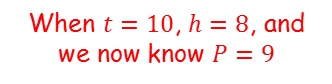 When t = 10, h = 8, and
we now know P = 9